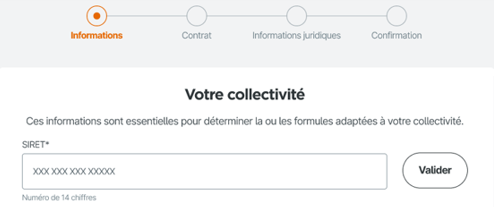 Informations Contrat Informations juridiques Confirmation
Votre collectivité
Ces informations sont essentielles pour déterminer la ou les formules adaptées à votre collectivité.
SIRET*
XXX XXX XXX XXXXX Valider
Numéro de 14 chiffres